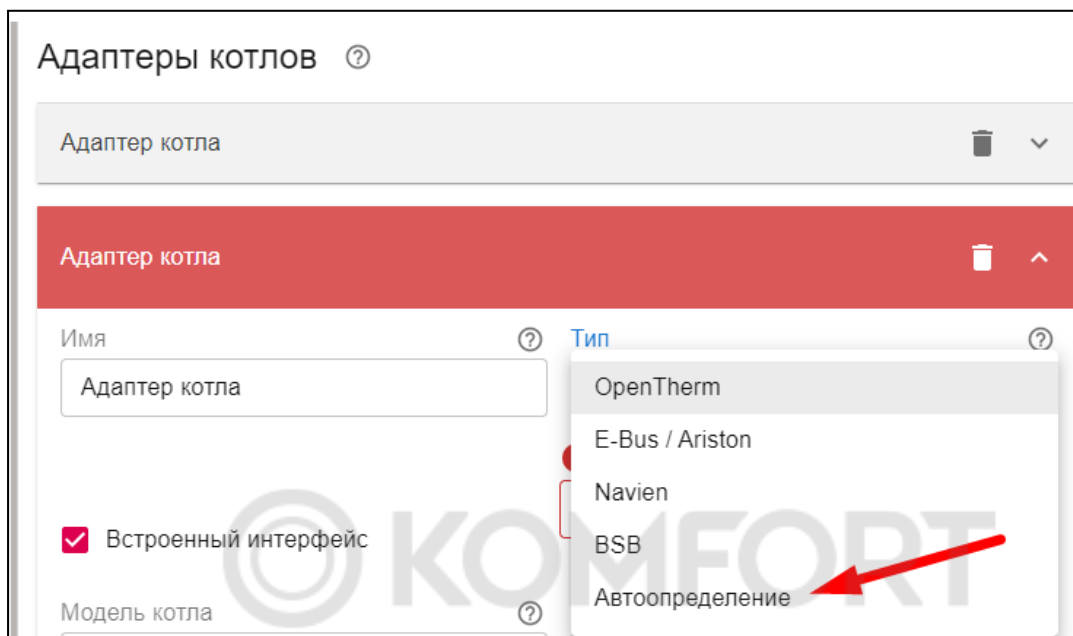 Адаптеры котлов
Адаптер котла
Адаптер котла
Имя
Тип
Адаптер котла
OpenTherm
E-Bus / Ariston
Navien
BSB
Автоопределение
Встроенный интерфейс
Модель котла
KOMFORT